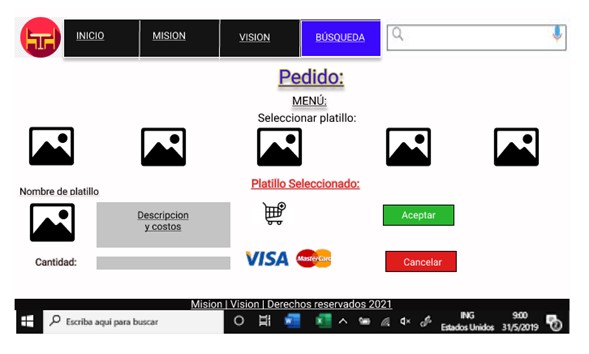 INICIO
MISION
VISION
BÚSQUEDA
Pedido:
MENÚ:
Seleccionar platillo:
Nombre de platillo
Platillo Seleccionado:
Descripcion
y costos
Aceptar
Cantidad:
VISA
MasterCard
Cancelar
Mision | Vision | Derechos reservados 2021
Escriba aquí para buscar
ING
Estados Unidos
9:00
31/5/2019
2